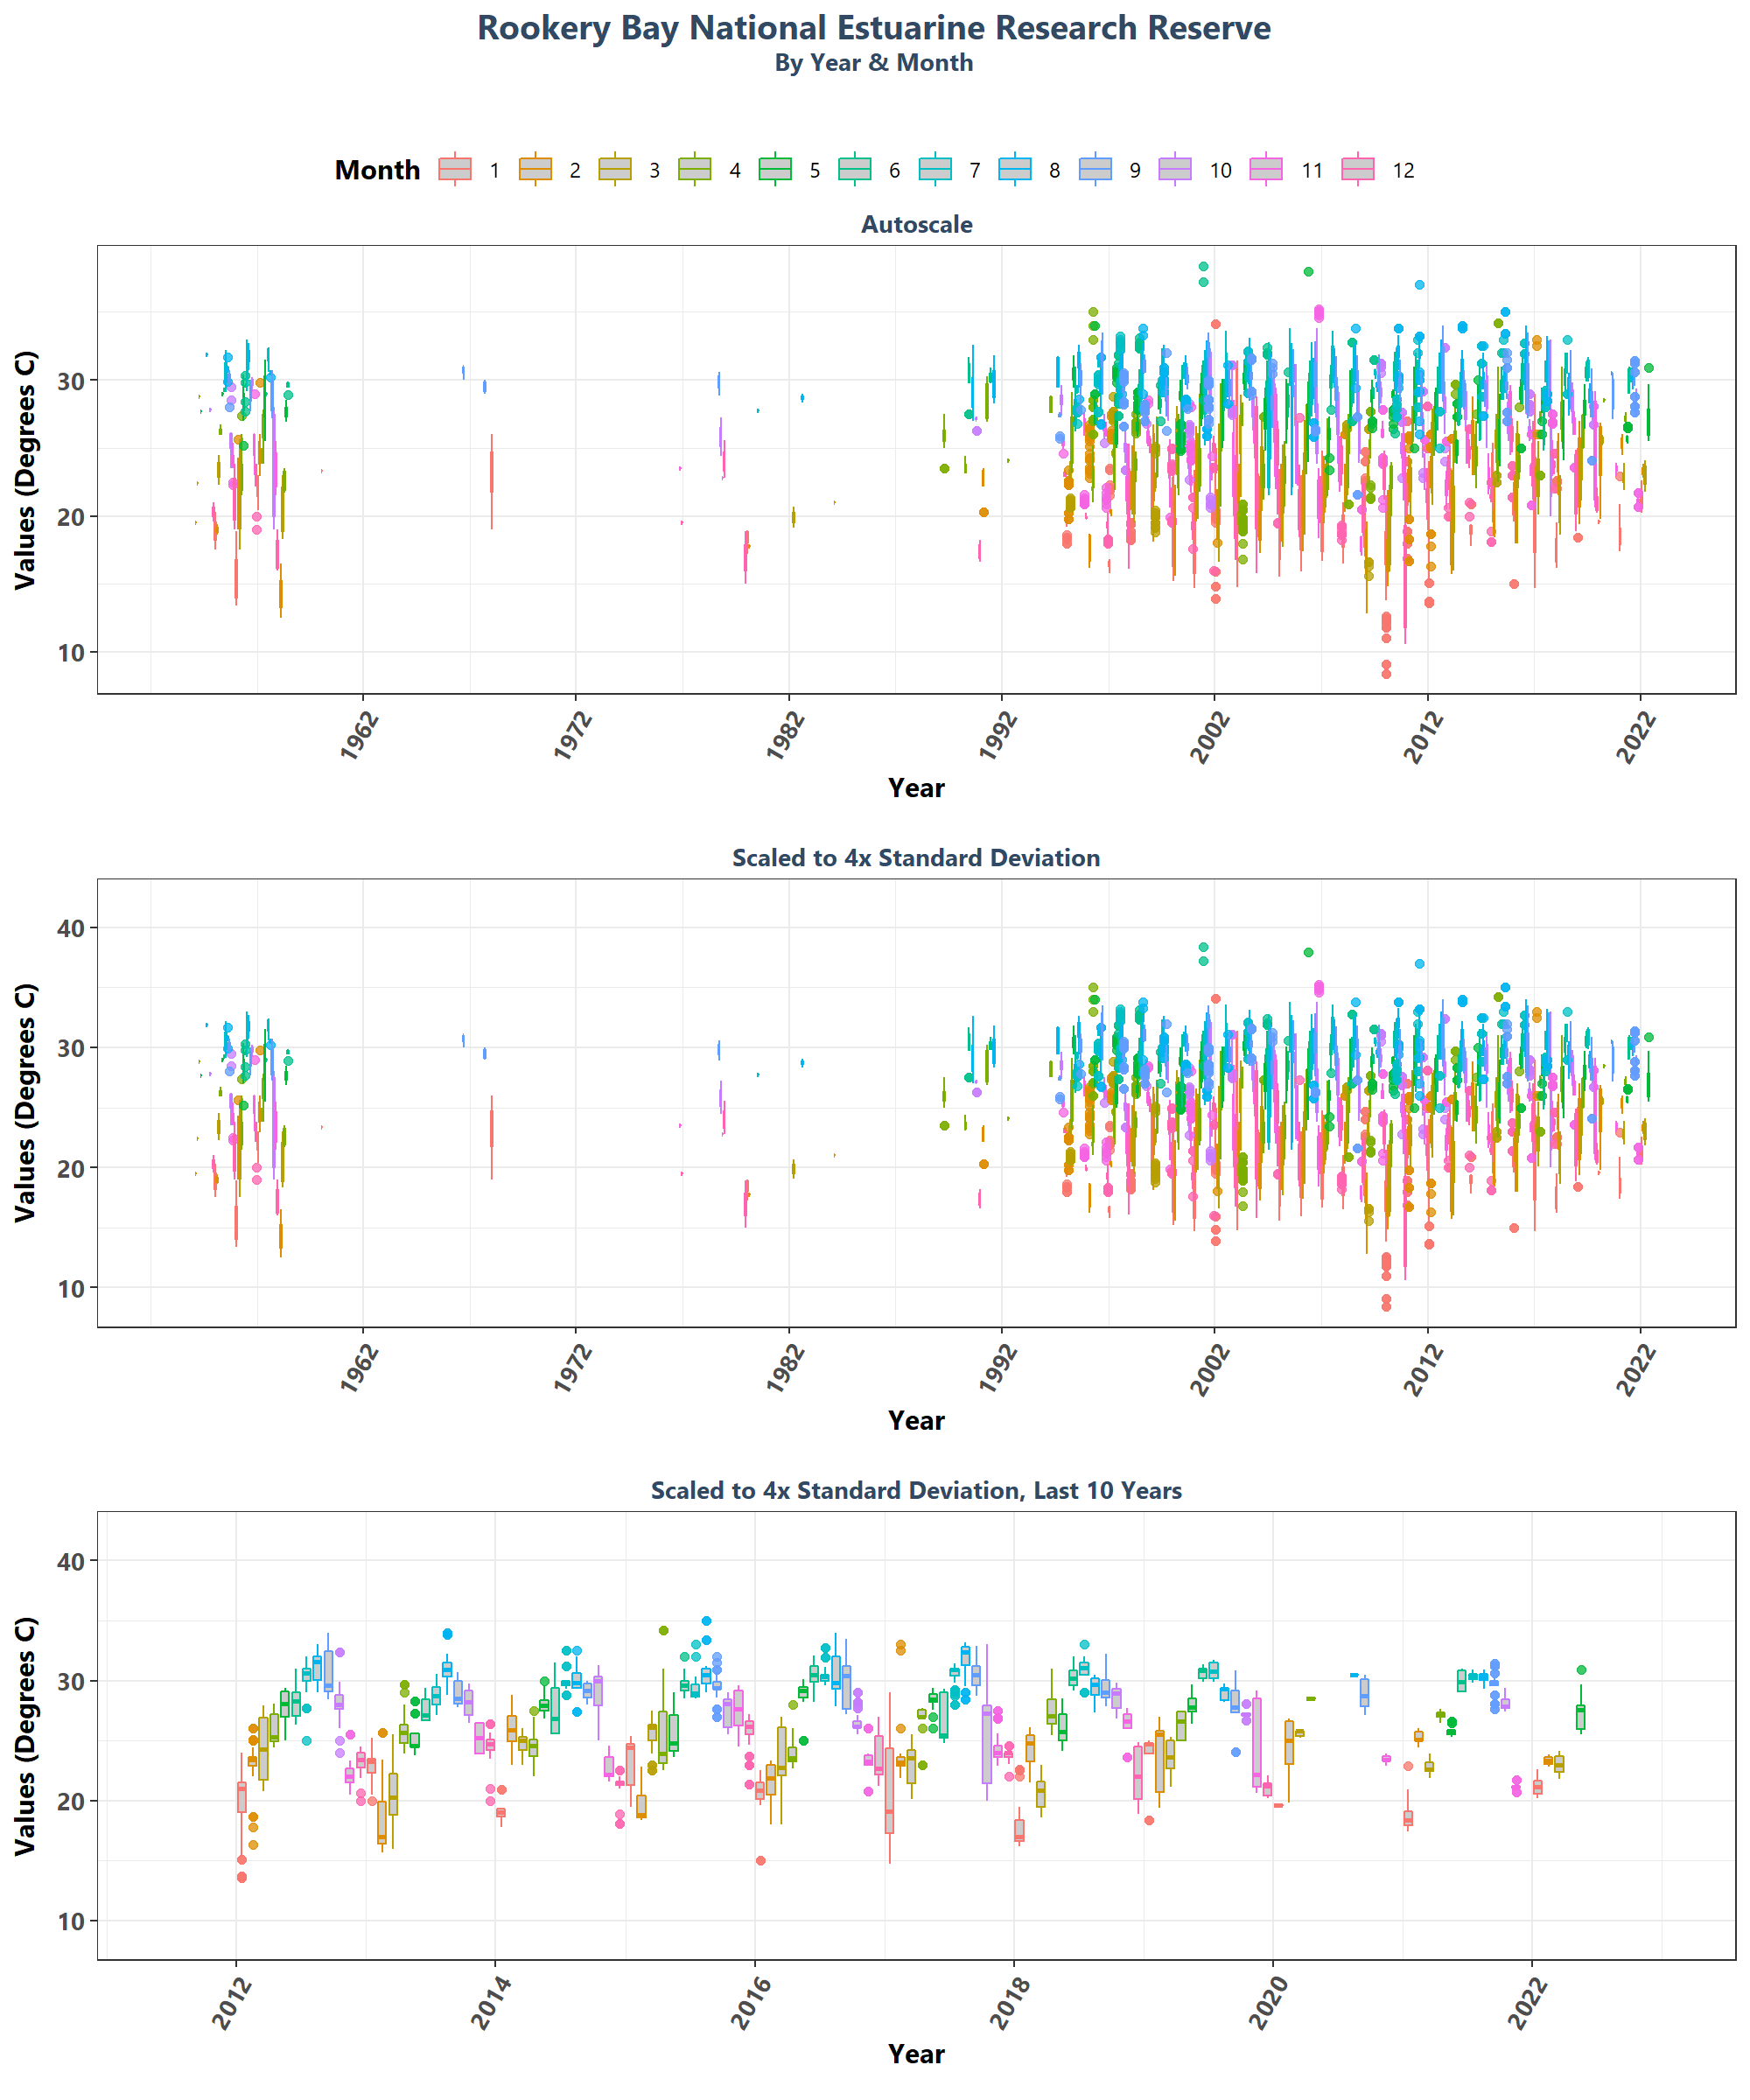 Rookery Bay National Estuarine Research Reserve
By Year & Month
Month 1 2 3 4 5 6 7 8 9 10 11 12
Autoscale
Values (Degrees C)
30
20
10
1962 1972 1982 1992 2002 2012 2022
Year
Scaled to 4x Standard Deviation
Values (Degrees C)
40
30
20
10
1962 1972 1982 1992 2002 2012 2022
Year
Scaled to 4x Standard Deviation, Last 10 Years
Values (Degrees C)
40
30
20
10
2012 2014 2016 2018 2020 2022
Year